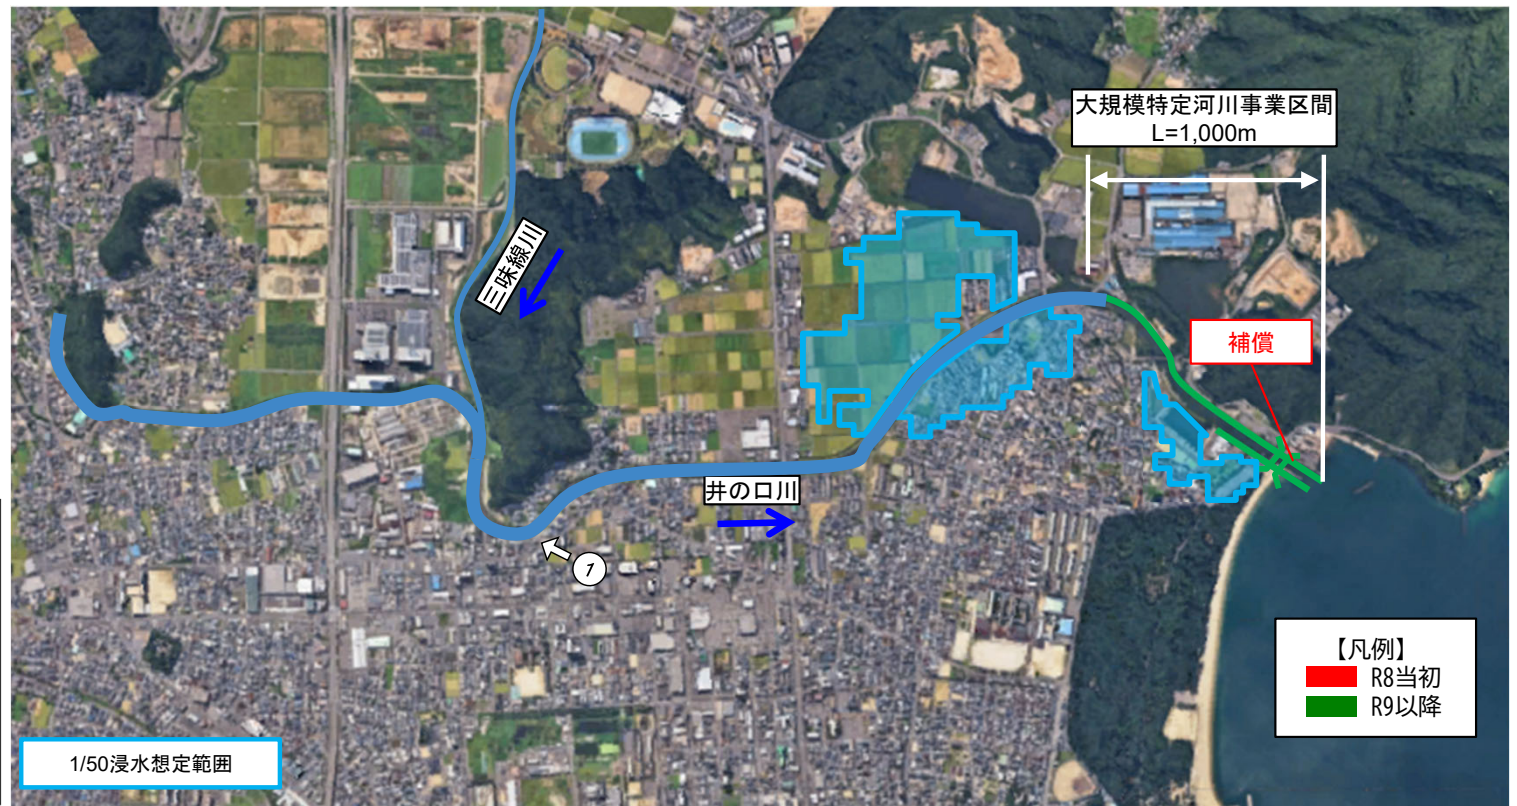 大規模特定河川事業区間
L=1,000m
三味線川
補償
井の口川
1
【凡例】
R8当初
R9以降
1/50浸水想定範囲